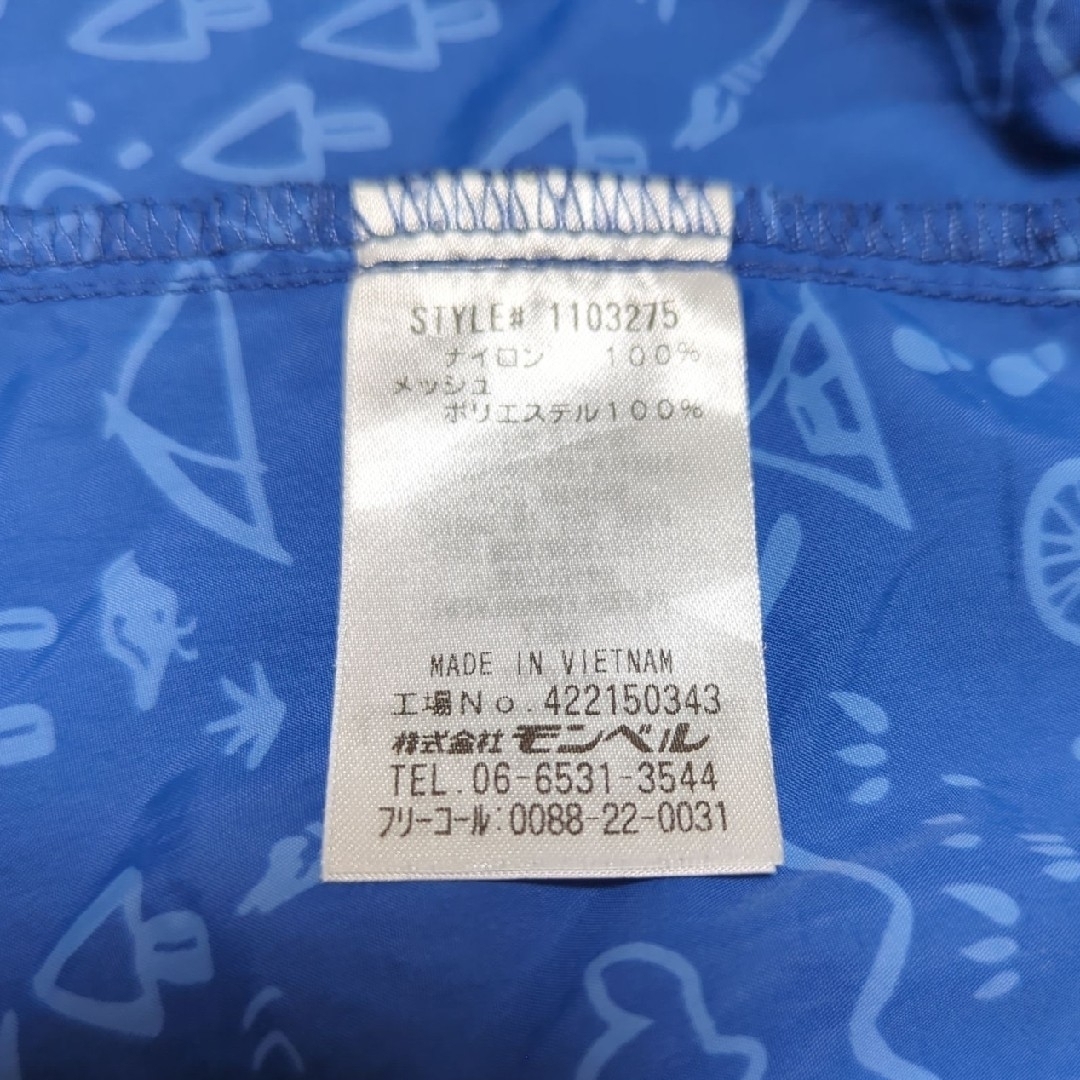 STYLE# 1103275
ナイロン 100%
メッシュ
ポリエステル100%
MADE IN VIETNAM
工場No.422150343
株式会社 モンベル
TEL.06-6531-3544
フリーコール:0088-22-0031